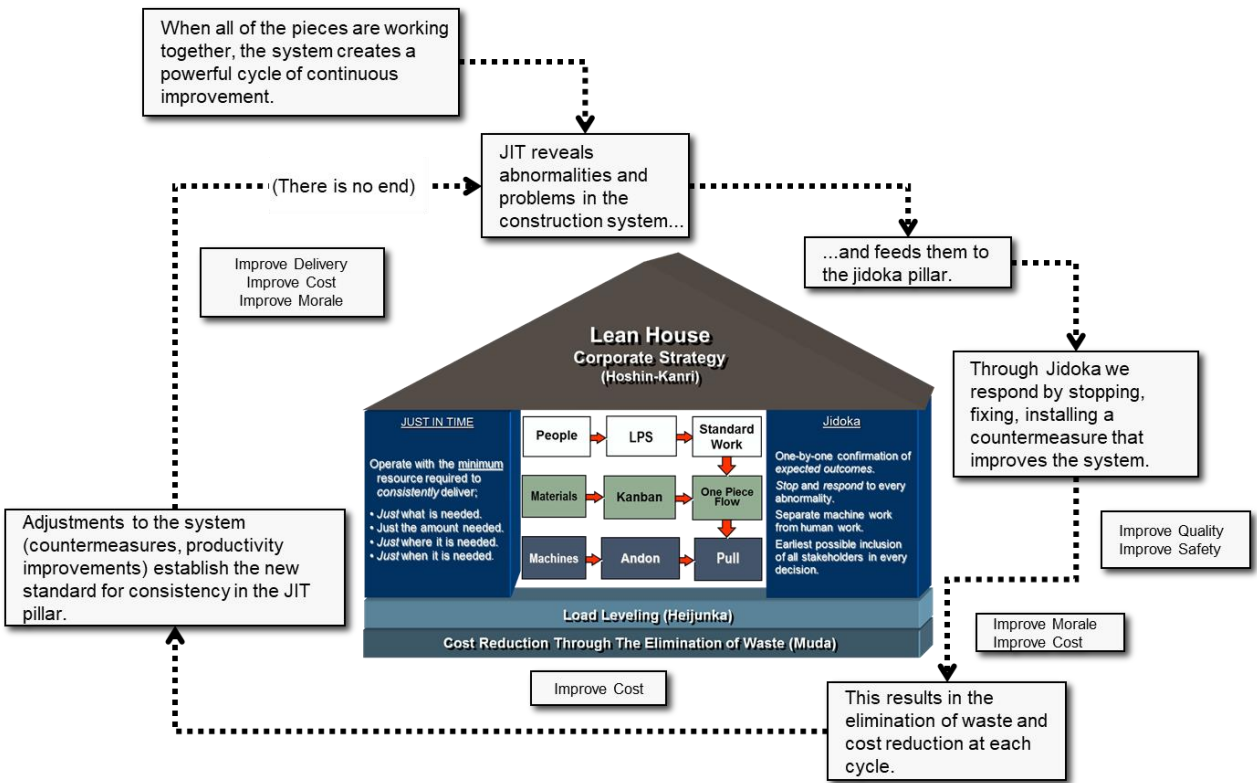 When all of the pieces are working
together, the system creates a
powerful cycle of continuous
improvement.
JIT reveals
abnormalities and
problems in the
construction system...
(There is no end)
...and feeds them to
the jidoka pillar.
Improve Delivery
Improve Cost
Improve Morale
Through Jidoka we
respond by stopping,
fixing, installing a
countermeasure that
improves the system.
Lean House
Corporate Strategy
(Hoshin-Kanri)
JUST IN TIME
Operate with the minimum
resource required to
consistently deliver;
• Just what is needed.
• Just the amount needed.
• Just where it is needed.
• Just when it is needed.
People
LPS
Standard
Work
Materials
Kanban
One Piece
Flow
Machines
Andon
Pull
Jidoka
One-by-one confirmation of
expected outcomes.
Stop and respond to every
abnormality.
Separate machine work
from human work.
Earliest possible inclusion
of all stakeholders in every
decision.
Load Leveling (Heijunka)
Cost Reduction Through The Elimination of Waste (Muda)
Adjustments to the system
(countermeasures, productivity
improvements) establish the new
standard for consistency in the JIT
pillar.
Improve Quality
Improve Safety
Improve Morale
Improve Cost
Improve Cost
This results in the
elimination of waste and
cost reduction at each
cycle.